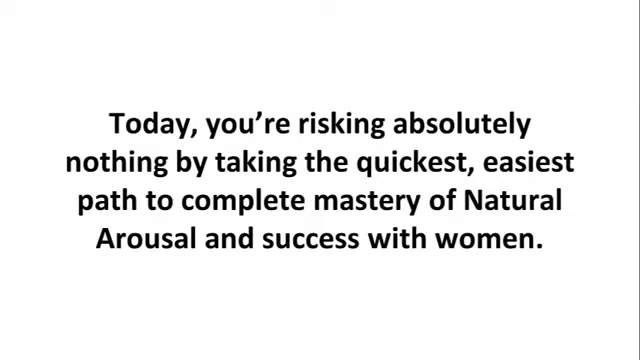 Today, you’re risking absolutely
nothing by taking the quickest, easiest
path to complete mastery of Natural
Arousal and success with women.